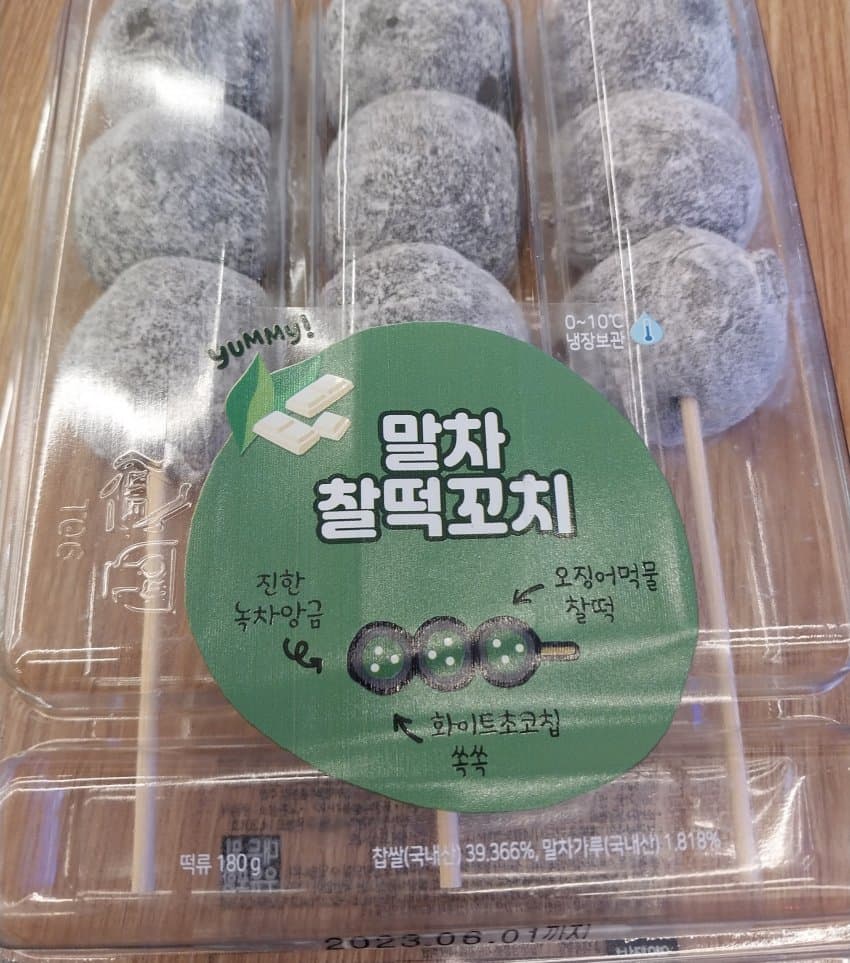 yummy!
0~10℃
냉장보관
말차
찰떡꼬치
진한
녹차앙금
오징어먹물
찰떡
화이트초코칩
쏙쏙
떡류 180 g
찹쌀(국내산) 39.366%, 말차가루(국내산) 1.818%
2023.06.01까지